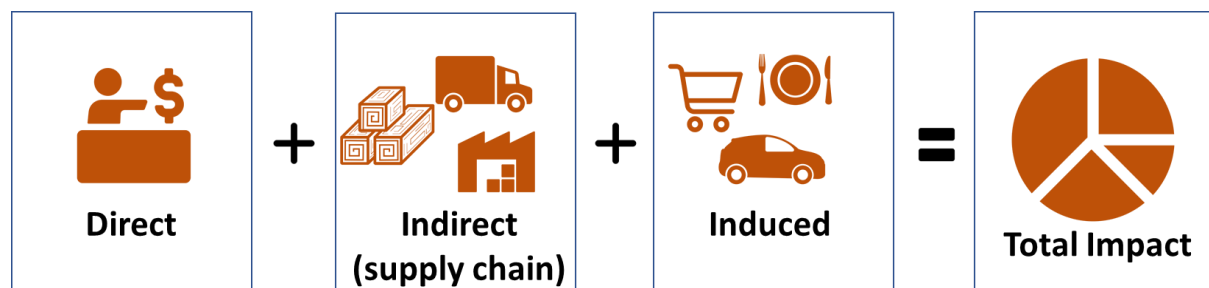 $
+
+
=
Direct
Indirect
(supply chain)
Induced
Total Impact